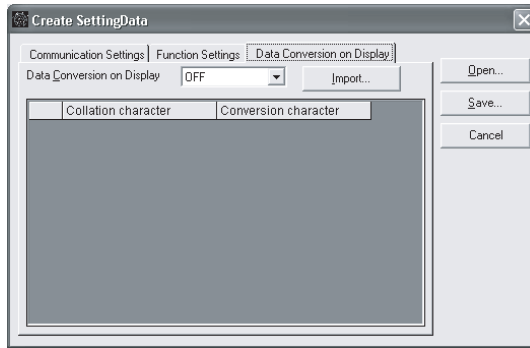 Create SettingData
Communication Settings Function Settings Data Conversion on Display
Data Conversion on Display OFF Import...
Collation character Conversion character
Open...
Save...
Cancel